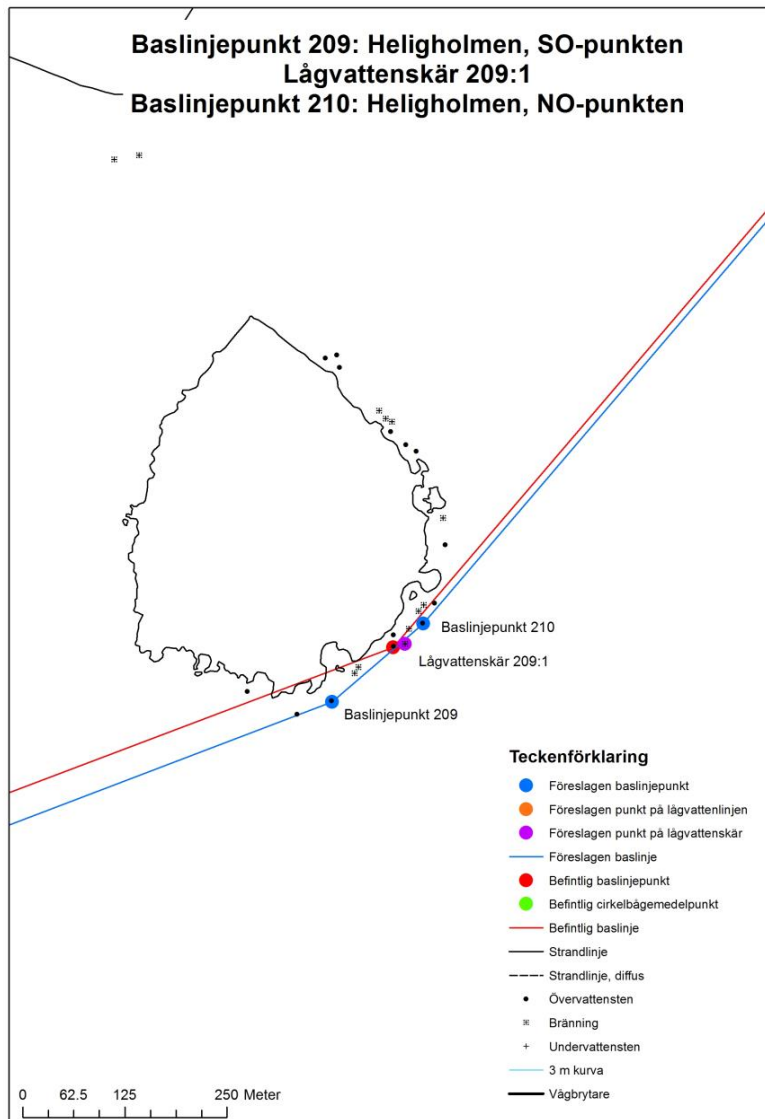 Baslinjepunkt 209: Heligholmen, SO-punkten
Lågvattenskär 209:1
Baslinjepunkt 210: Heligholmen, NO-punkten
Baslinjepunkt 210
Lågvattenskär 209:1
Baslinjepunkt 209
Teckenförklaring
Föreslagen baslinjepunkt
Föreslagen punkt på lågvattenlinjen
Föreslagen punkt på lågvattenskär
Föreslagen baslinje
Befintlig baslinjepunkt
Befintlig cirkelbågemedelpunkt
Befintlig baslinje
Strandlinje
Strandlinje, diffus
Övervattensten
Bränning
Undervattensten
3 m kurva
Vågbrytare
0 62.5 125 250 Meter